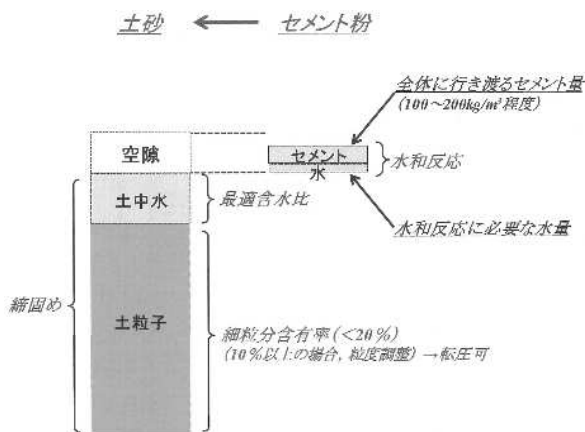 土砂 ← セメント粉
全体に行き渡るセメント量
(100〜200kg/m³程度)
空隙
セメント
水
水和反応
土中水
最適含水比
水和反応に必要な水量
締固め
土粒子
細粒分含有率(<20%)
(10%以上の場合, 粒度調整) →転圧可